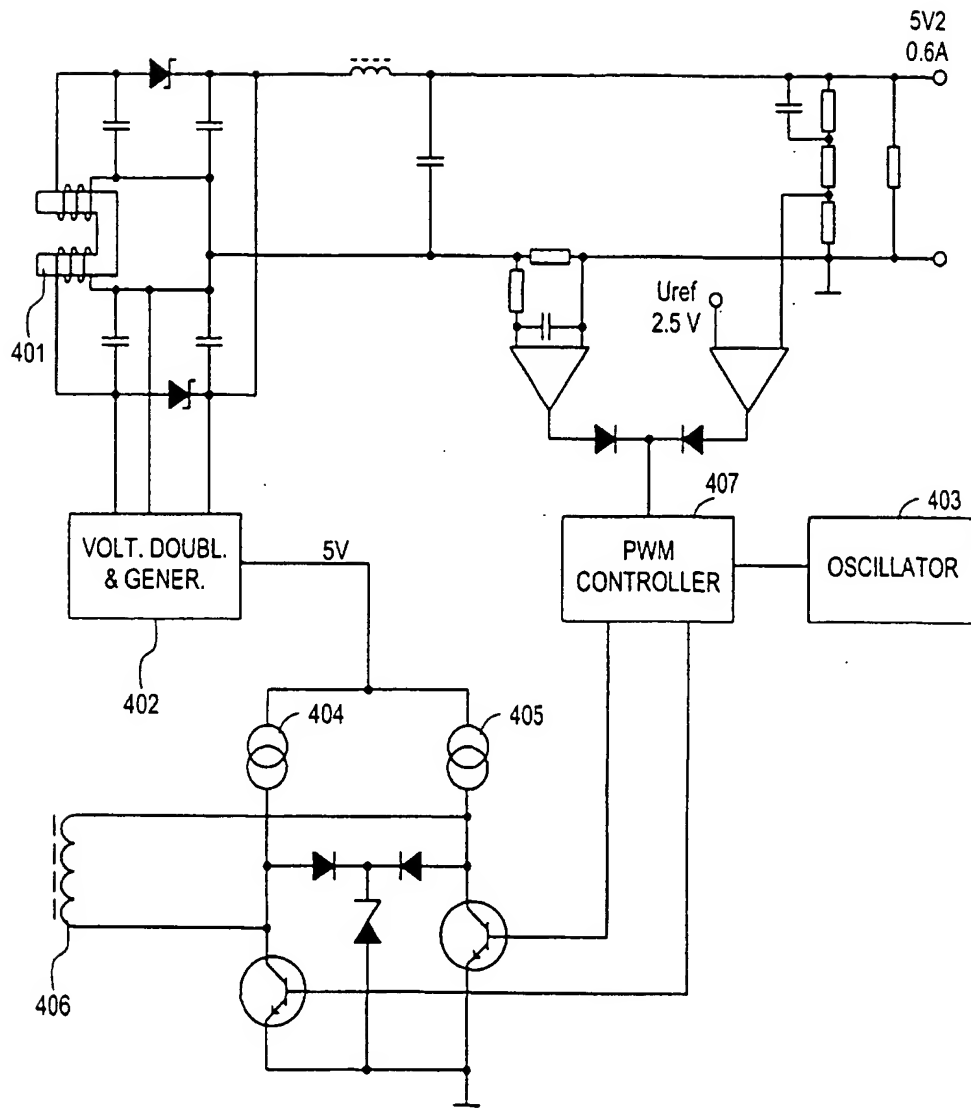 5V2
0.6A
401
Uref
2.5 V
407
403
VOLT. DOUBL.
& GENER.
5V
PWM
CONTROLLER
OSCILLATOR
402
404
405
406